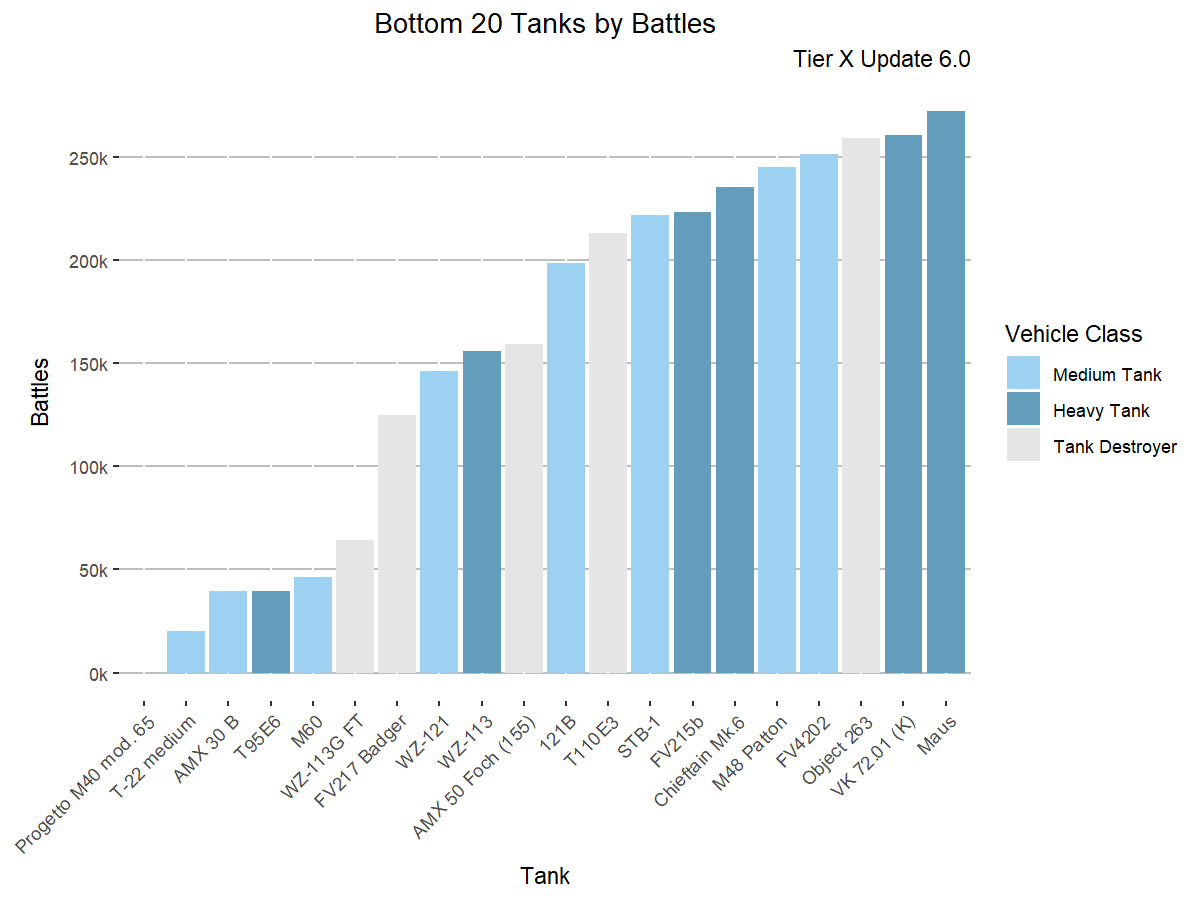 Bottom 20 Tanks by Battles
Tier X Update 6.0
Battles
250k
200k
150k
100k
50k
0k
Progetto M40 mod. 65
T-22 medium
AMX 30 B
T95E6
M60
WZ-113G FT
FV217 Badger
WZ-121
WZ-113
AMX 50 Foch (155)
121B
T110E3
STB-1
FV215b
Chieftain Mk.6
M48 Patton
FV4202
Object 263
VK 72.01 (K)
Maus
Tank
Vehicle Class
Medium Tank
Heavy Tank
Tank Destroyer